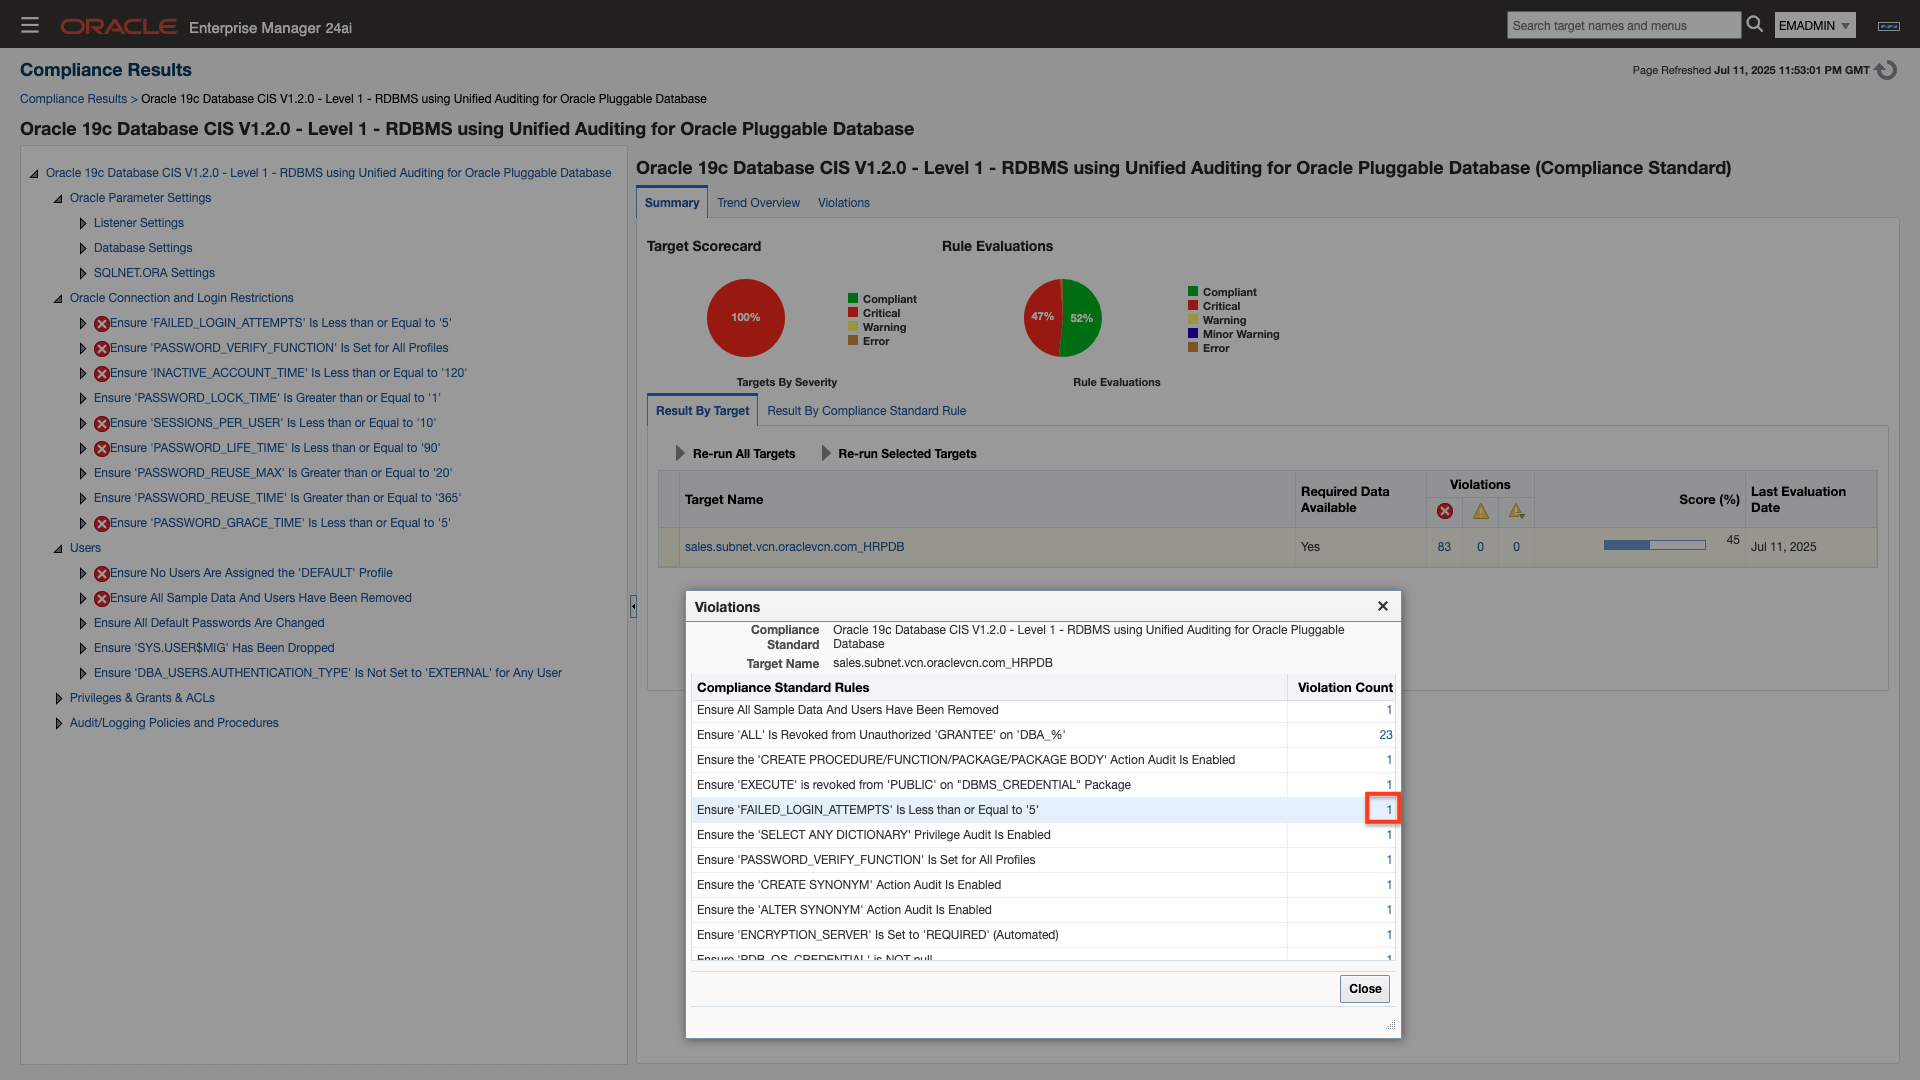 ORACLE Enterprise Manager 24ai
Search target names and menus
EMADMIN
Compliance Results
Page Refreshed Jul 11, 2025 11:53:01 PM GMT
Compliance Results > Oracle 19c Database CIS V1.2.0 - Level 1 - RDBMS using Unified Auditing for Oracle Pluggable Database
Oracle 19c Database CIS V1.2.0 - Level 1 - RDBMS using Unified Auditing for Oracle Pluggable Database
Oracle 19c Database CIS V1.2.0 - Level 1 - RDBMS using Unified Auditing for Oracle Pluggable Database
Oracle Parameter Settings
Listener Settings
Database Settings
SQLNET.ORA Settings
Oracle Connection and Login Restrictions
Ensure 'FAILED_LOGIN_ATTEMPTS' Is Less than or Equal to '5'
Ensure 'PASSWORD_VERIFY_FUNCTION' Is Set for All Profiles
Ensure 'INACTIVE_ACCOUNT_TIME' Is Less than or Equal to '120'
Ensure 'PASSWORD_LOCK_TIME' Is Greater than or Equal to '1'
Ensure 'SESSIONS_PER_USER' Is Less than or Equal to '10'
Ensure 'PASSWORD_LIFE_TIME' Is Less than or Equal to '90'
Ensure 'PASSWORD_REUSE_MAX' Is Greater than or Equal to '20'
Ensure 'PASSWORD_REUSE_TIME' Is Greater than or Equal to '365'
Ensure 'PASSWORD_GRACE_TIME' Is Less than or Equal to '5'
Users
Ensure No Users Are Assigned the 'DEFAULT' Profile
Ensure All Sample Data And Users Have Been Removed
Ensure All Default Passwords Are Changed
Ensure 'SYS.USER$MIG' Has Been Dropped
Ensure 'DBA_USERS.AUTHENTICATION_TYPE' Is Not Set to 'EXTERNAL' for Any User
Privileges & Grants & ACLs
Audit/Logging Policies and Procedures
Oracle 19c Database CIS V1.2.0 - Level 1 - RDBMS using Unified Auditing for Oracle Pluggable Database (Compliance Standard)
Summary Trend Overview Violations
Target Scorecard
100%
Compliant
Critical
Warning
Error
Targets By Severity
Rule Evaluations
47% 52%
Compliant
Critical
Warning
Minor Warning
Error
Rule Evaluations
Result By Target Result By Compliance Standard Rule
Re-run All Targets Re-run Selected Targets
Target Name Required Data Available Violations Score (%) Last Evaluation Date
sales.subnet.vcn.oraclevcn.com_HRPDB Yes 83 0 0 45 Jul 11, 2025
Violations
Compliance Standard Oracle 19c Database CIS V1.2.0 - Level 1 - RDBMS using Unified Auditing for Oracle Pluggable Database
Target Name sales.subnet.vcn.oraclevcn.com_HRPDB
Compliance Standard Rules Violation Count
Ensure All Sample Data And Users Have Been Removed 1
Ensure 'ALL' Is Revoked from Unauthorized 'GRANTEE' on 'DBA_%' 23
Ensure the 'CREATE PROCEDURE/FUNCTION/PACKAGE/PACKAGE BODY' Action Audit Is Enabled 1
Ensure 'EXECUTE' is revoked from 'PUBLIC' on "DBMS_CREDENTIAL" Package 1
Ensure 'FAILED_LOGIN_ATTEMPTS' Is Less than or Equal to '5' 1
Ensure the 'SELECT ANY DICTIONARY' Privilege Audit Is Enabled 1
Ensure 'PASSWORD_VERIFY_FUNCTION' Is Set for All Profiles 1
Ensure the 'CREATE SYNONYM' Action Audit Is Enabled 1
Ensure the 'ALTER SYNONYM' Action Audit Is Enabled 1
Ensure 'ENCRYPTION_SERVER' Is Set to 'REQUIRED' (Automated) 1
Ensure 'PDB_OS_CREDENTIAL' is NOT null 1
Close